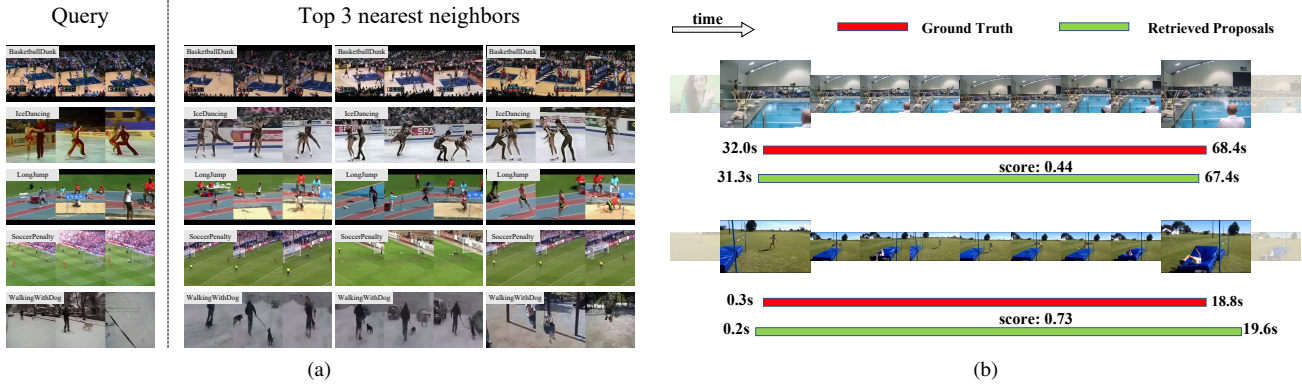 Query
Top 3 nearest neighbors
BasketballDunk
BasketballDunk
BasketballDunk
BasketballDunk
IceDancing
IceDancing
IceDancing
IceDancing
LongJump
LongJump
LongJump
LongJump
SoccerPenalty
SoccerPenalty
SoccerPenalty
SoccerPenalty
WalkingWithDog
WalkingWithDog
WalkingWithDog
WalkingWithDog
(a)
time
Ground Truth
Retrieved Proposals
32.0s
68.4s
score: 0.44
31.3s
67.4s
0.3s
18.8s
score: 0.73
0.2s
19.6s
(b)